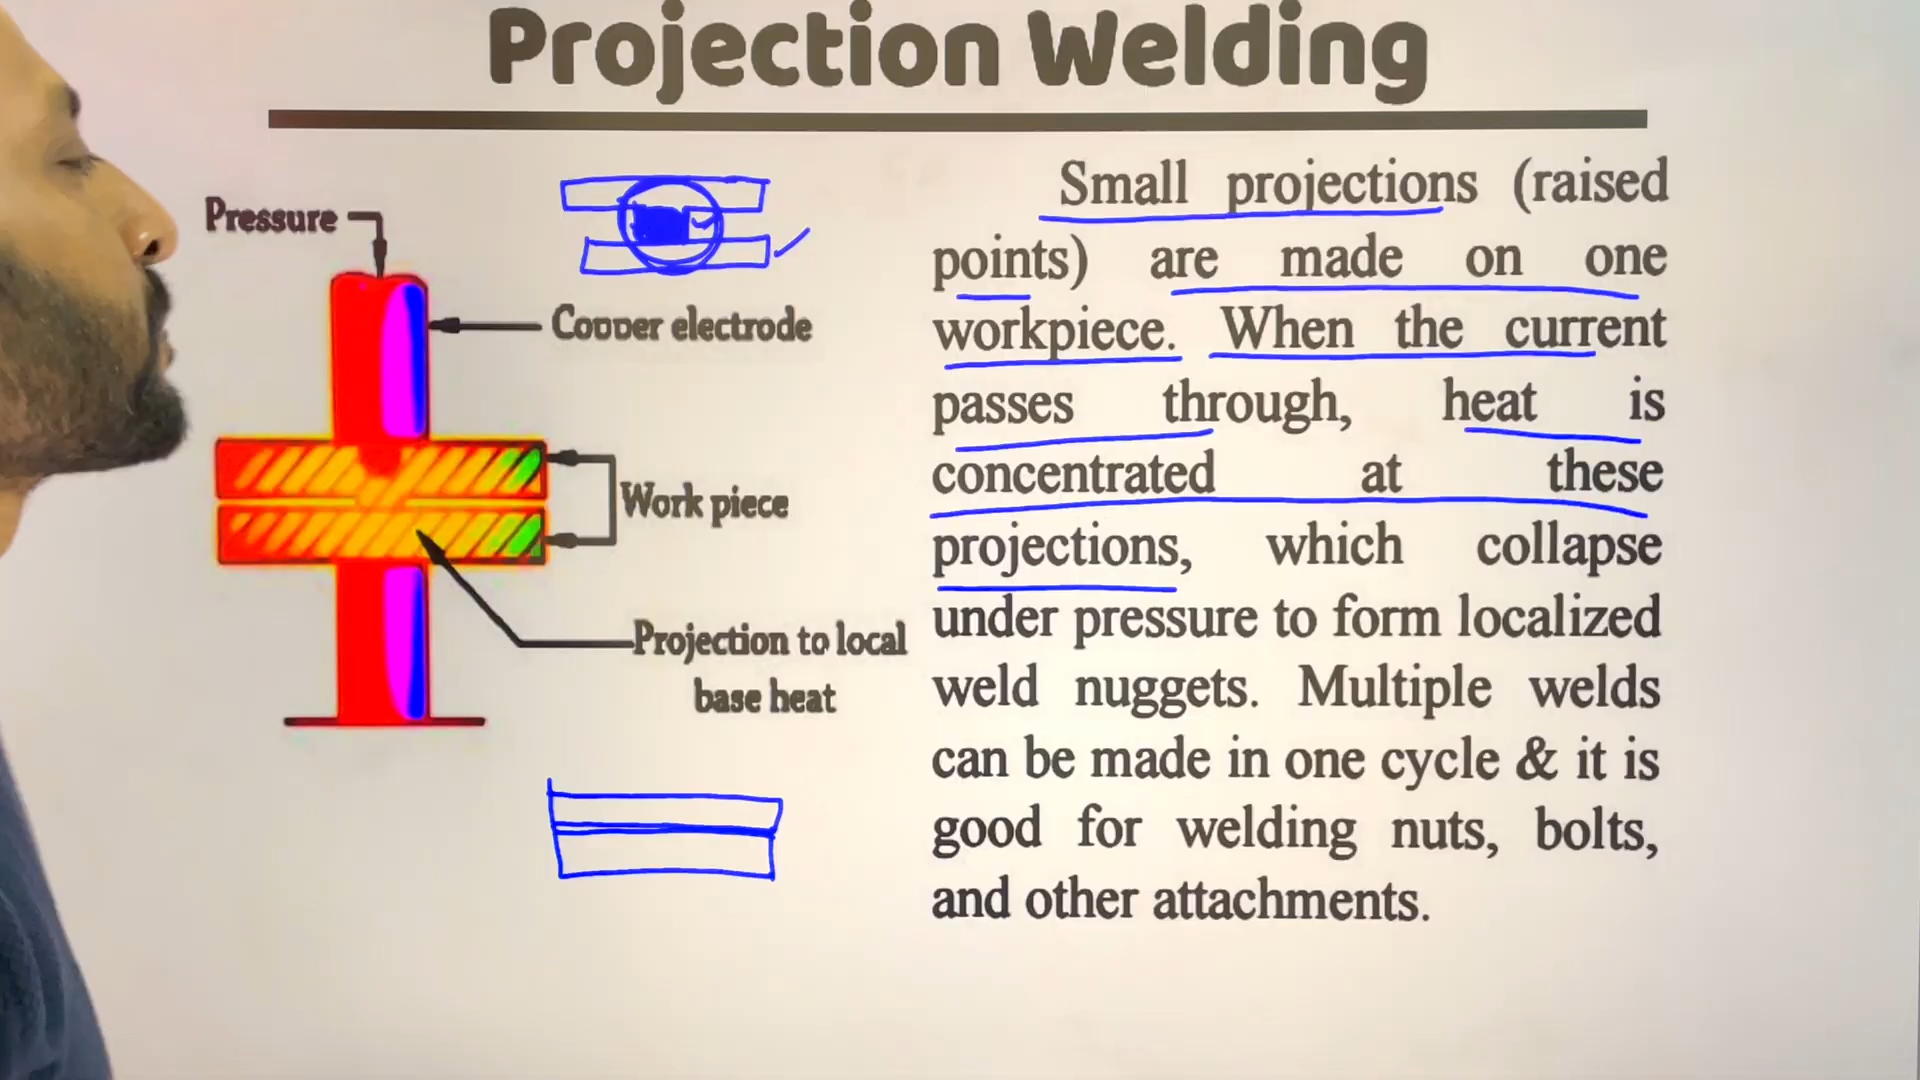 Projection Welding
Pressure
Copper electrode
Work piece
Projection to local
base heat
Small projections (raised
points) are made on one
workpiece. When the current
passes through, heat is
concentrated at these
projections, which collapse
under pressure to form localized
weld nuggets. Multiple welds
can be made in one cycle & it is
good for welding nuts, bolts,
and other attachments.